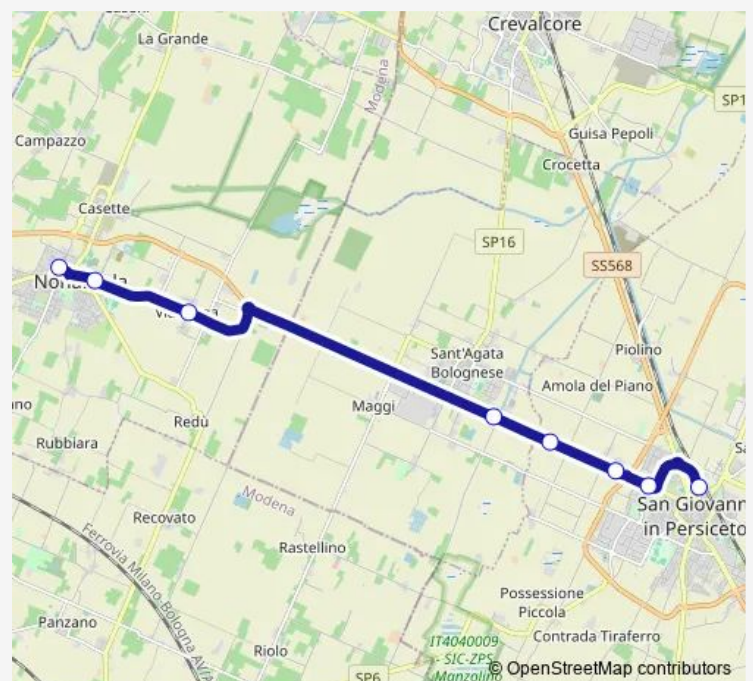 Crevalcore
La Grande
Modena
SP1
Guisa Pepoli
Campazzo
Crocetta
Casette
SP16
SS568
Piolino
Sant'Agata
Bolognese
Amola del Piano
Maggi
Redù
Rubbiara
San Giovann
in Persiceto
Modena
Recovato
Rastellino
Ferrovia Milano-Bologna AV/A
Possessione
Piccola
Panzano
Contrada Tiraferro
Riolo
IT4040009
- SIC-ZPS
Manzolino
SP6
© OpenStreetMap contributors